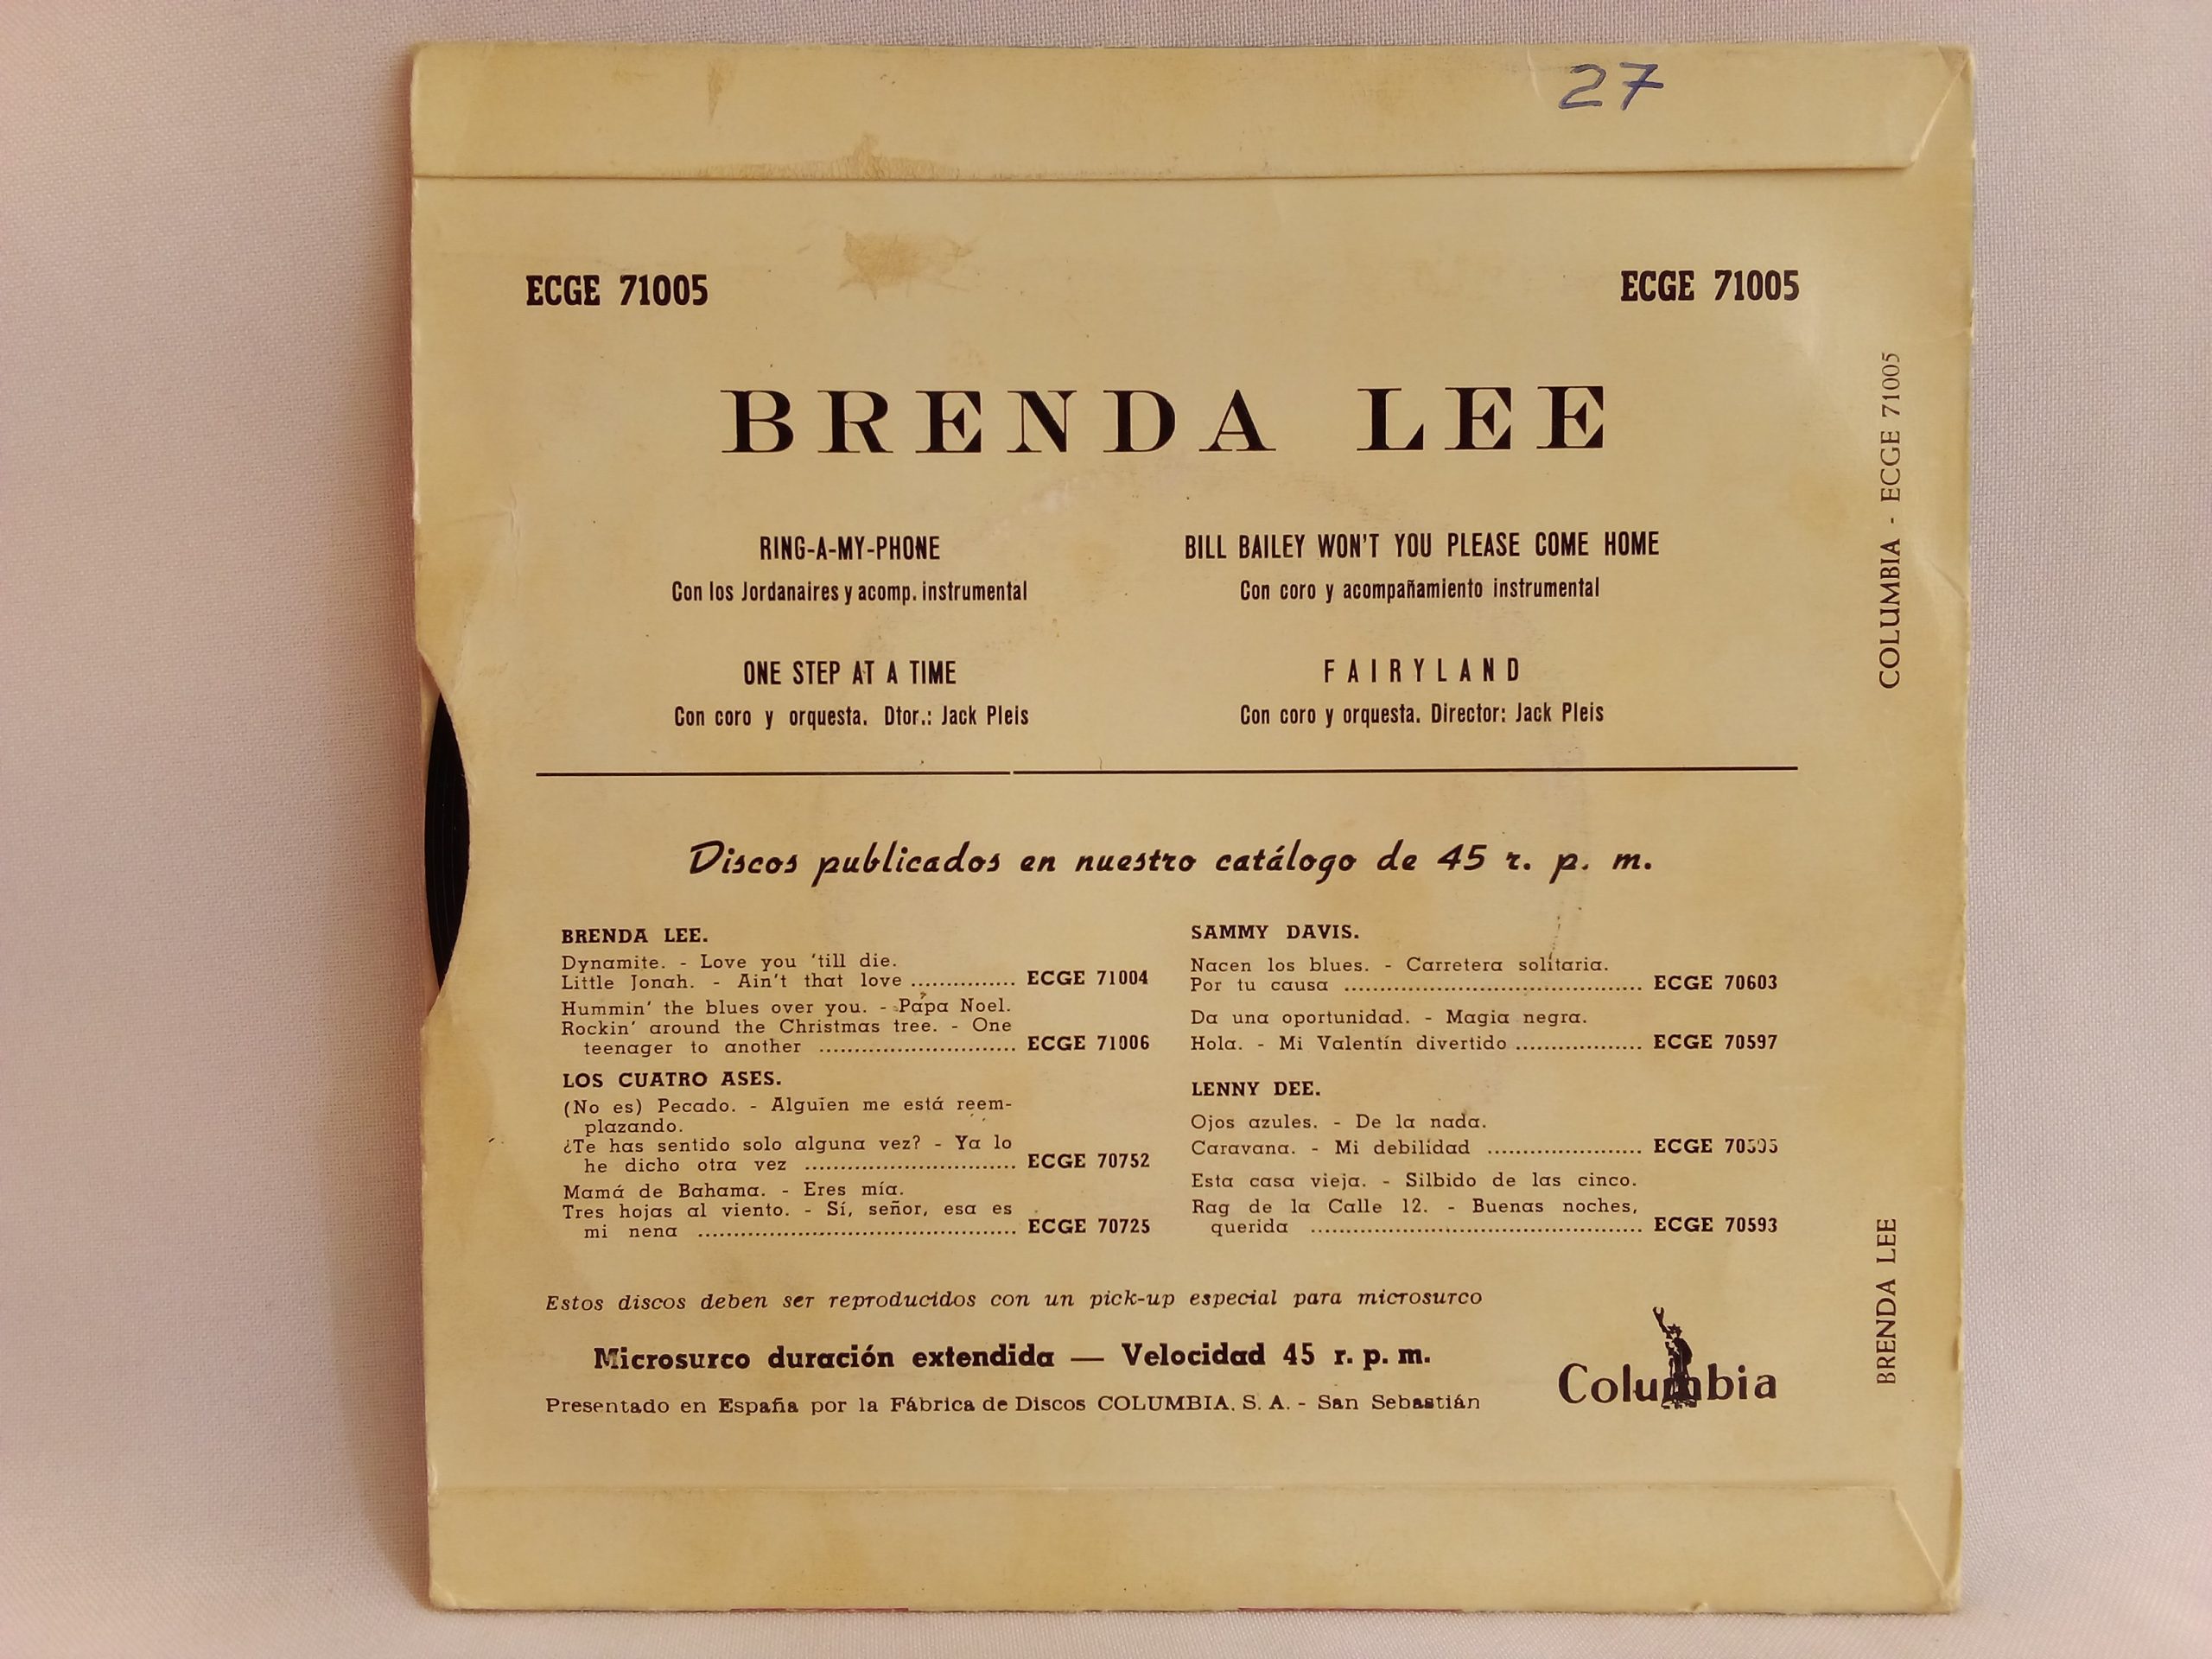 27
ECGE 71005
ECGE 71005
BRENDA LEE
RING-A-MY-PHONE
Con los Jordanaires y acomp. instrumental
BILL BAILEY WON'T YOU PLEASE COME HOME
Con coro y acompañamiento instrumental
ONE STEP AT A TIME
Con coro y orquesta. Dtor.: Jack Pleis
FAIRYLAND
Con coro y orquesta. Director: Jack Pleis
Discos publicados en nuestro catálogo de 45 r. p. m.
BRENDA LEE.
Dynamite. - Love you 'till die.
Little Jonah. - Ain't that love ............... ECGE 71004
Hummin' the blues over you. - Papa Noel.
Rockin' around the Christmas tree. - One
teenager to another ............................ ECGE 71006
LOS CUATRO ASES.
(No es) Pecado. - Alguien me está reem-
plazando.
¿Te has sentido solo alguna vez? - Ya lo
he dicho otra vez .............................. ECGE 70752
Mamá de Bahama. - Eres mía.
Tres hojas al viento. - Sí, señor, esa es
mi nena ............................................. ECGE 70725
SAMMY DAVIS.
Nacen los blues. - Carretera solitaria.
Por tu causa .......................................... ECGE 70603
Da una oportunidad. - Magia negra.
Hola. - Mi Valentín divertido .................. ECGE 70597
LENNY DEE.
Ojos azules. - De la nada.
Caravana. - Mi debilidad ...................... ECGE
Esta casa vieja. - Silbido de las cinco.
Rag de la Calle 12. - Buenas noches,
querida ............................................... ECGE 70593
Estos discos deben ser reproducidos con un pick-up especial para microsurco
Microsurco duración extendida — Velocidad 45 r. p. m.
Presentado en España por la Fábrica de Discos COLUMBIA, S. A. - San Sebastián
Columbia
COLUMBIA - ECGE 71005
BRENDA LEE